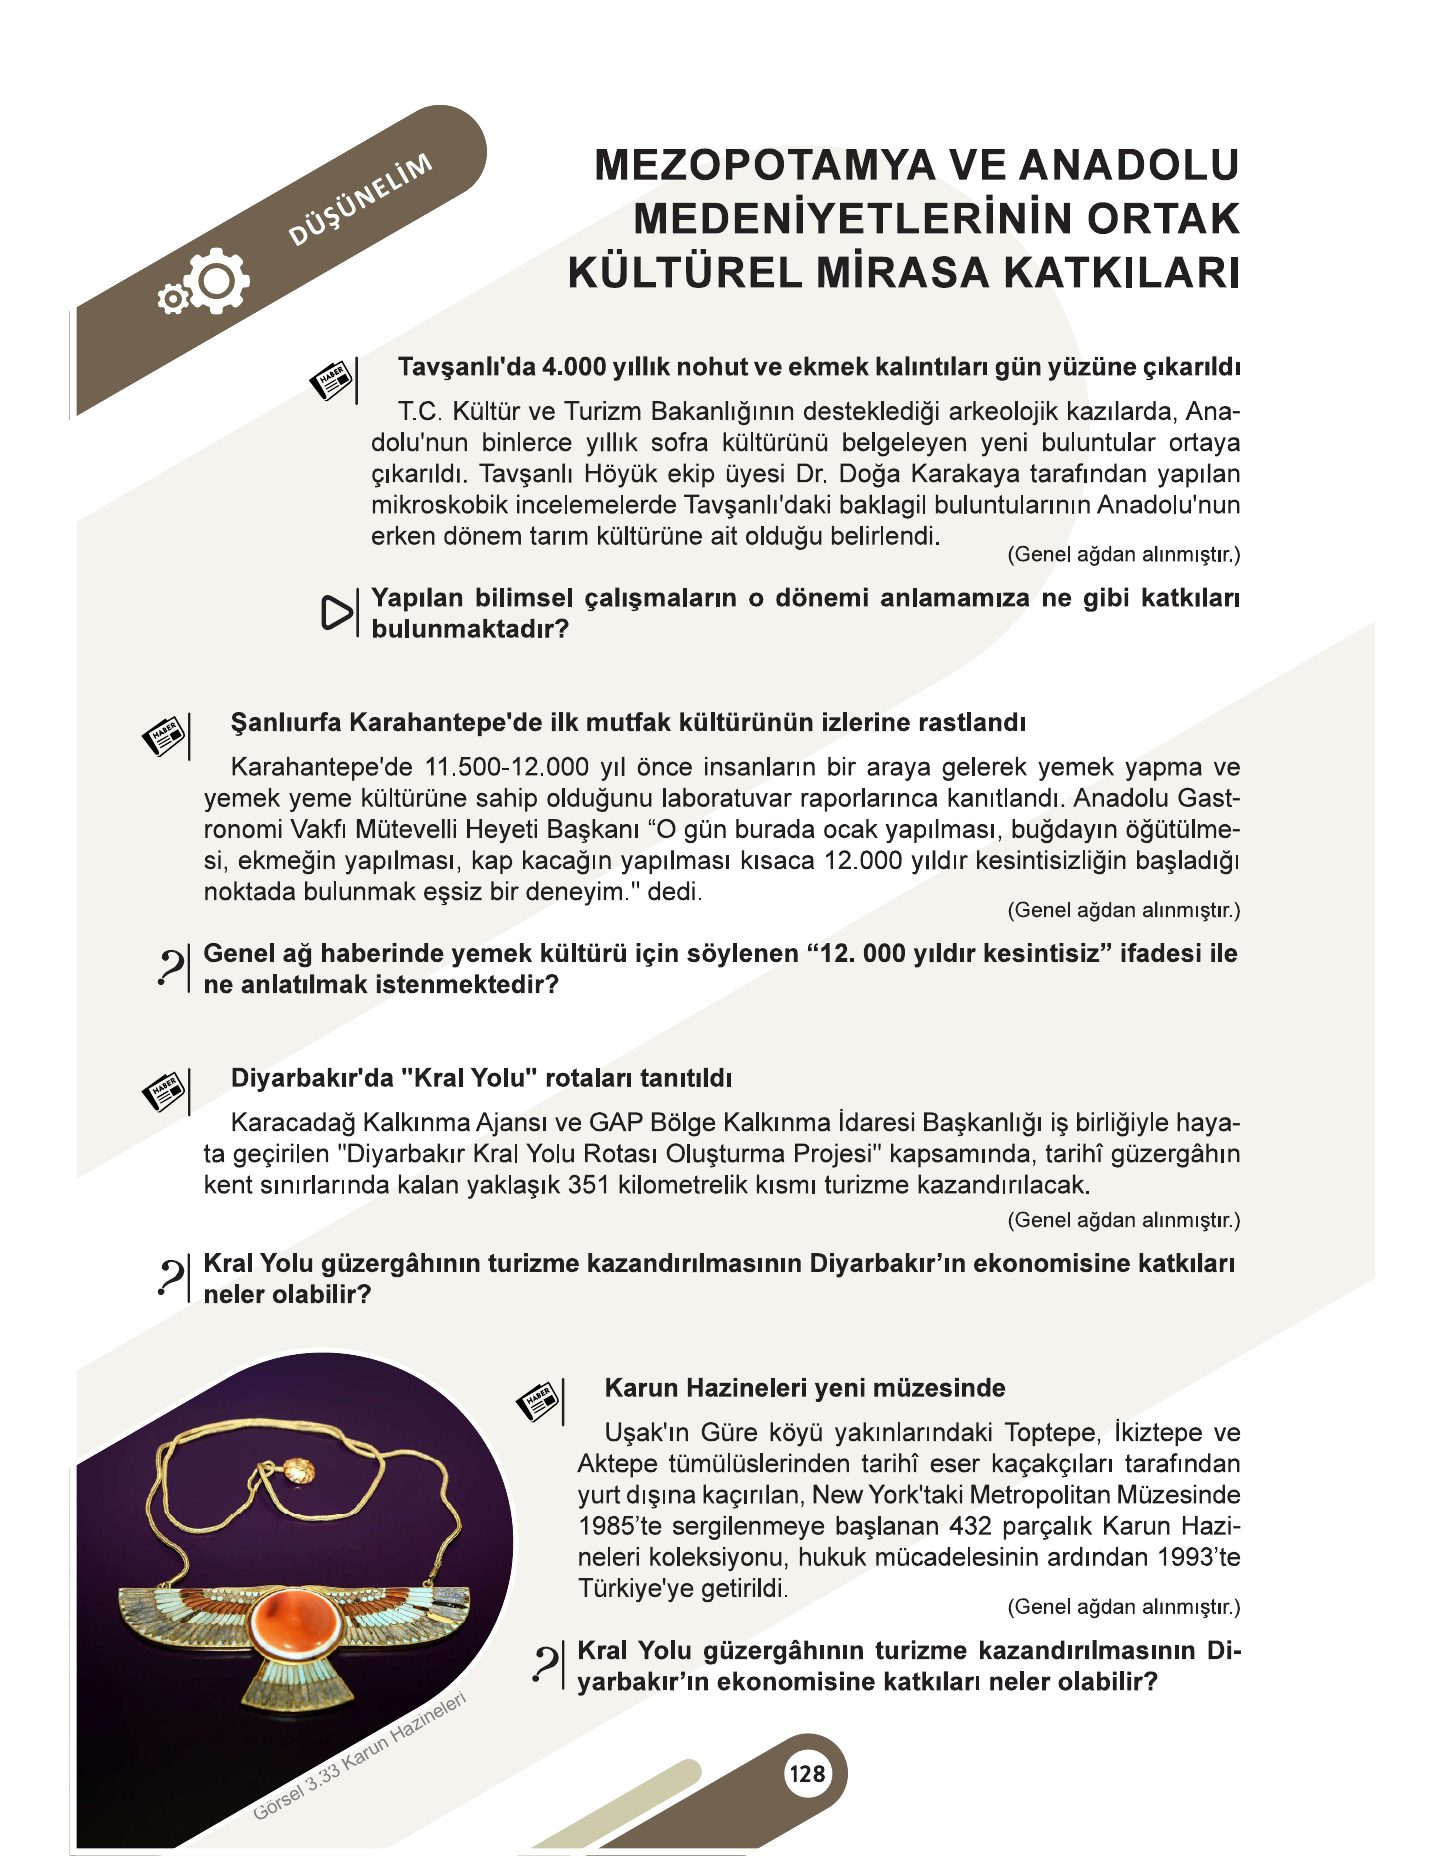 DÜŞÜNELİM
MEZOPOTAMYA VE ANADOLU
MEDENİYETLERİNİN ORTAK
KÜLTÜREL MİRASA KATKILARI
HABER
Tavşanlı'da 4.000 yıllık nohut ve ekmek kalıntıları gün yüzüne çıkarıldı
T.C. Kültür ve Turizm Bakanlığının desteklediği arkeolojik kazılarda, Ana-
dolu'nun binlerce yıllık sofra kültürünü belgeleyen yeni buluntular ortaya
çıkarıldı. Tavşanlı Höyük ekip üyesi Dr. Doğa Karakaya tarafından yapılan
mikroskobik incelemelerde Tavşanlı'daki baklagil buluntularının Anadolu'nun
erken dönem tarım kültürüne ait olduğu belirlendi.
(Genel ağdan alınmıştır.)
Yapılan bilimsel çalışmaların o dönemi anlamamıza ne gibi katkıları
bulunmaktadır?
HABER
Şanlıurfa Karahantepe'de ilk mutfak kültürünün izlerine rastlandı
Karahantepe'de 11.500-12.000 yıl önce insanların bir araya gelerek yemek yapma ve
yemek yeme kültürüne sahip olduğunu laboratuvar raporlarınca kanıtlandı. Anadolu Gast-
ronomi Vakfı Mütevelli Heyeti Başkanı “O gün burada ocak yapılması, buğdayın öğütülme-
si, ekmeğin yapılması, kap kacağın yapılması kısaca 12.000 yıldır kesintisizliğin başladığı
noktada bulunmak eşsiz bir deneyim." dedi.
(Genel ağdan alınmıştır.)
? Genel ağ haberinde yemek kültürü için söylenen “12. 000 yıldır kesintisiz” ifadesi ile
ne anlatılmak istenmektedir?
HABER
Diyarbakır'da "Kral Yolu" rotaları tanıtıldı
Karacadağ Kalkınma Ajansı ve GAP Bölge Kalkınma İdaresi Başkanlığı iş birliğiyle haya-
ta geçirilen "Diyarbakır Kral Yolu Rotası Oluşturma Projesi" kapsamında, tarihî güzergâhın
kent sınırlarında kalan yaklaşık 351 kilometrelik kısmı turizme kazandırılacak.
(Genel ağdan alınmıştır.)
? Kral Yolu güzergâhının turizme kazandırılmasının Diyarbakır’ın ekonomisine katkıları
neler olabilir?
HABER
Karun Hazineleri yeni müzesinde
Uşak'ın Güre köyü yakınlarındaki Toptepe, İkiztepe ve
Aktepe tümülüslerinden tarihî eser kaçakçıları tarafından
yurt dışına kaçırılan, New York'taki Metropolitan Müzesinde
1985’te sergilenmeye başlanan 432 parçalık Karun Hazi-
neleri koleksiyonu, hukuk mücadelesinin ardından 1993’te
Türkiye'ye getirildi.
(Genel ağdan alınmıştır.)
? Kral Yolu güzergâhının turizme kazandırılmasının Di-
yarbakır’ın ekonomisine katkıları neler olabilir?
Görsel 3.33 Karun Hazineleri
128